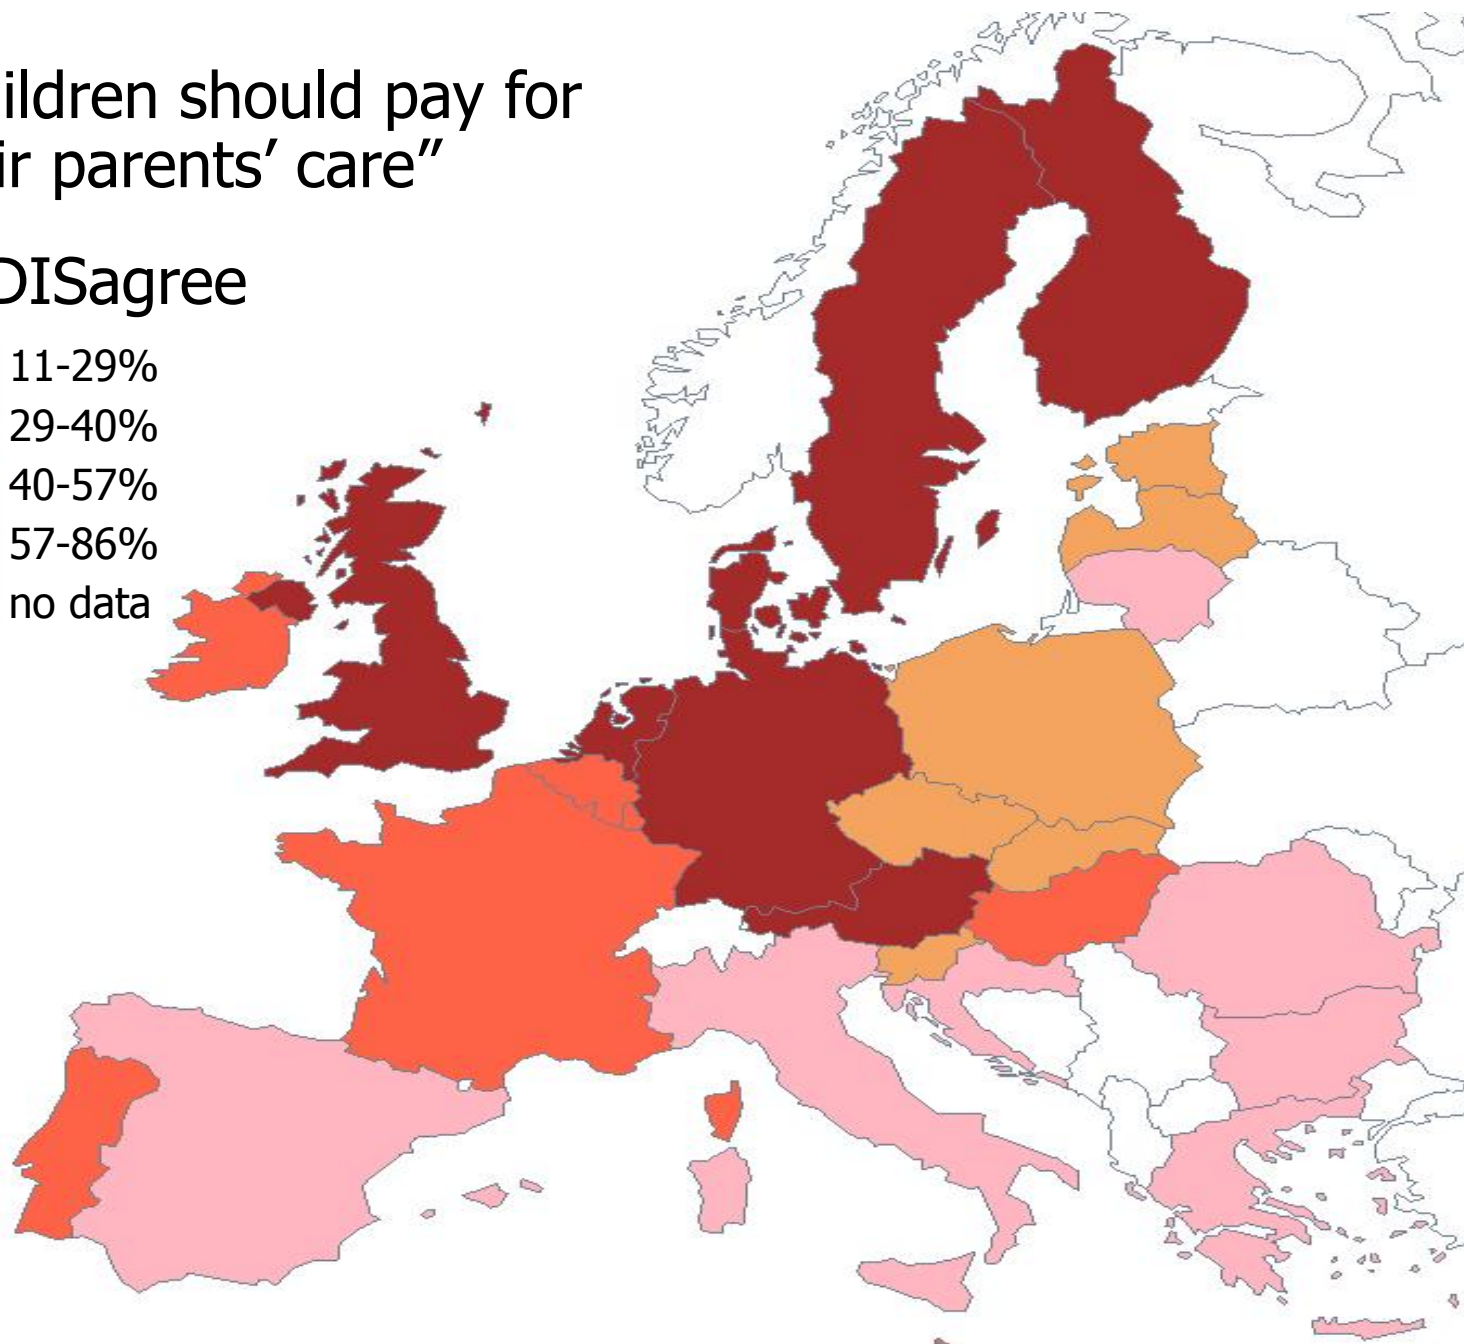 ildren should pay for
ir parents’ care”
DISagree
11-29%
29-40%
40-57%
57-86%
no data